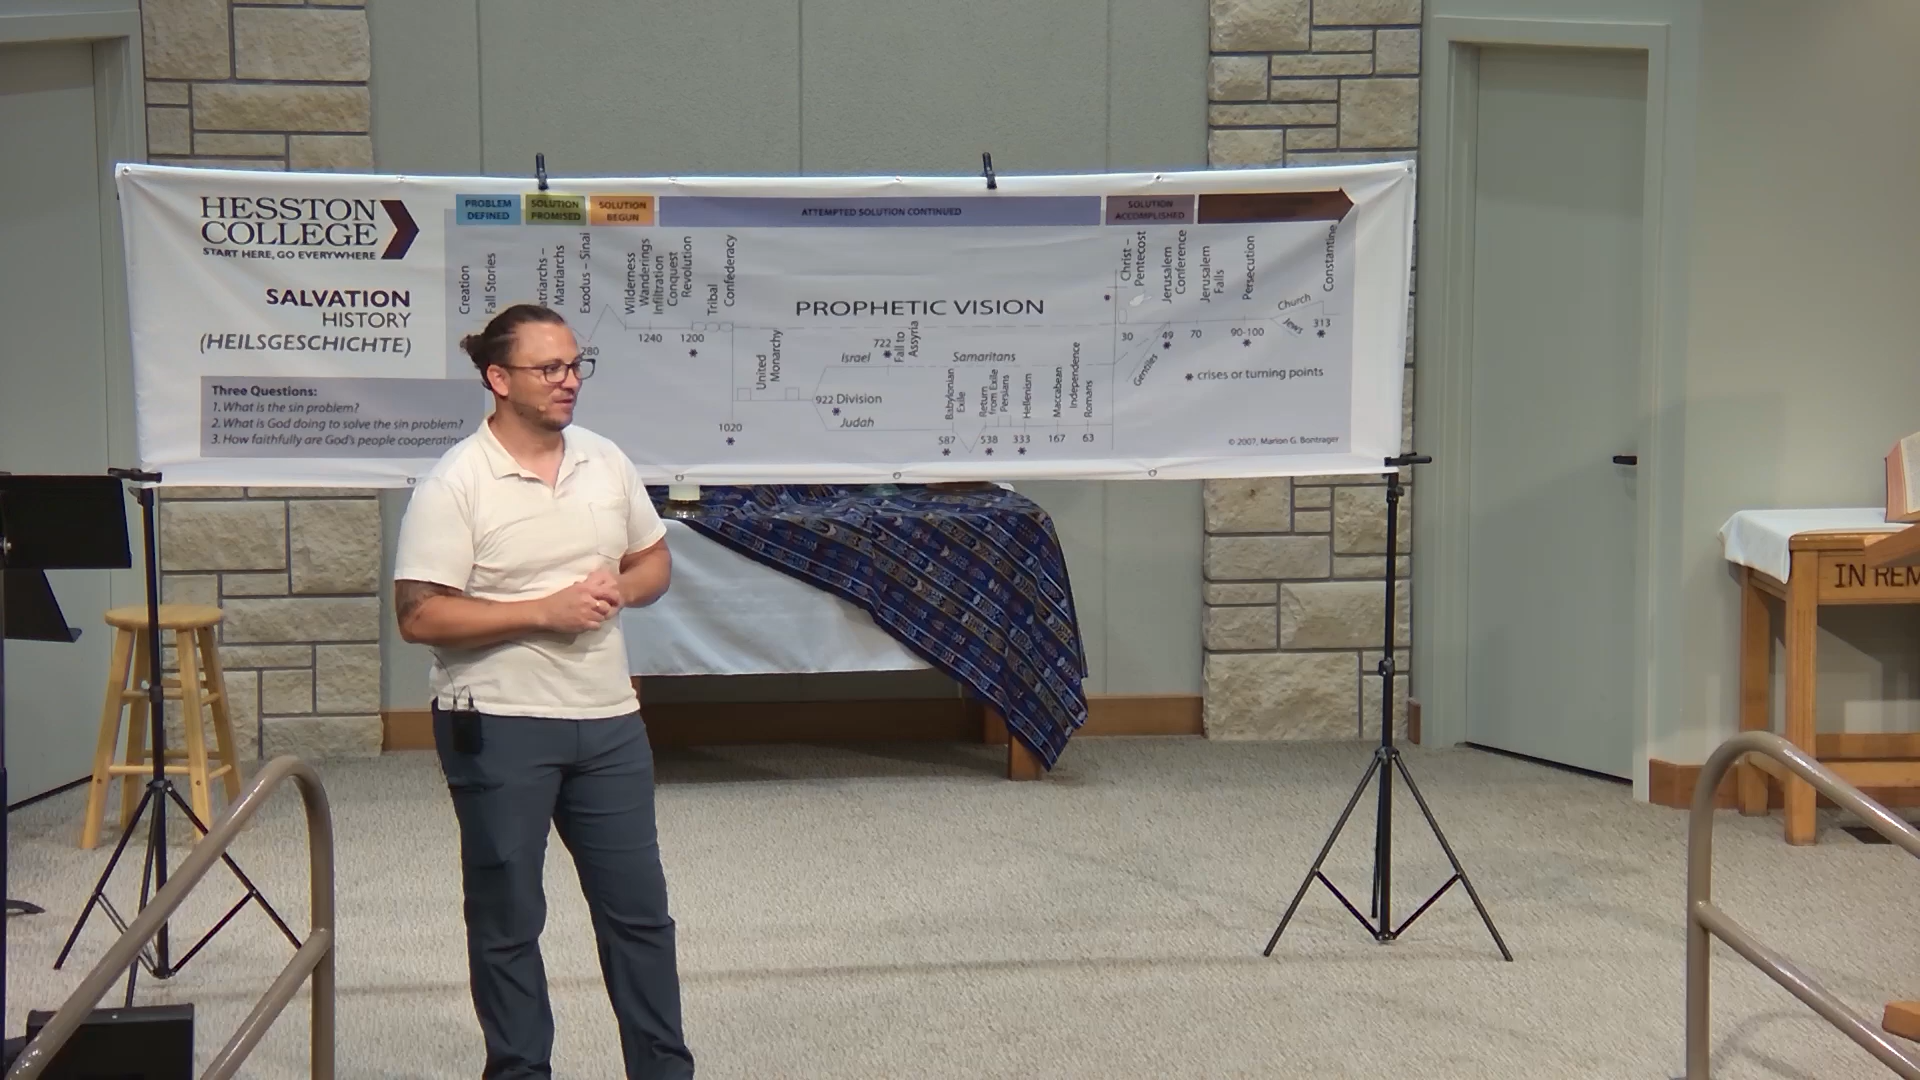 HESSTON
COLLEGE
START HERE, GO EVERYWHERE
SALVATION
HISTORY
(HEILSGESCHICHTE)
Three Questions:
1. What is the sin problem?
2. What is God doing to solve the sin problem?
3. How faithfully are God's people
PROBLEM
DEFINED
SOLUTION
PROMISED
SOLUTION
BEGUN
ATTEMPTED SOLUTION CONTINUED
SOLUTION
ACCOMPLISHED
Creation
Fall Stories
Matriarchs
Exodus – Sinai
Wilderness
Wanderings
Infiltration
Conquest
Revolution
Tribal
Confederacy
PROPHETIC VISION
Christ –
Pentecost
Jerusalem
Conference
Jerusalem
Falls
Persecution
Church
Jews
Constantine
280
1240
1200
*
United
Monarchy
1020
*
922 Division
*
Israel
Judah
722
*
Fall to
Assyria
Samaritans
Babylonian
Exile
Return
from Exile
Persians
Hellenism
Maccabean
Independence
Romans
587
*
538
*
333
*
167
63
*
30
Gentiles
49
*
70
90-100
*
313
*
* crises or turning points
© 2007, Marion G. Bontrager
IN REM